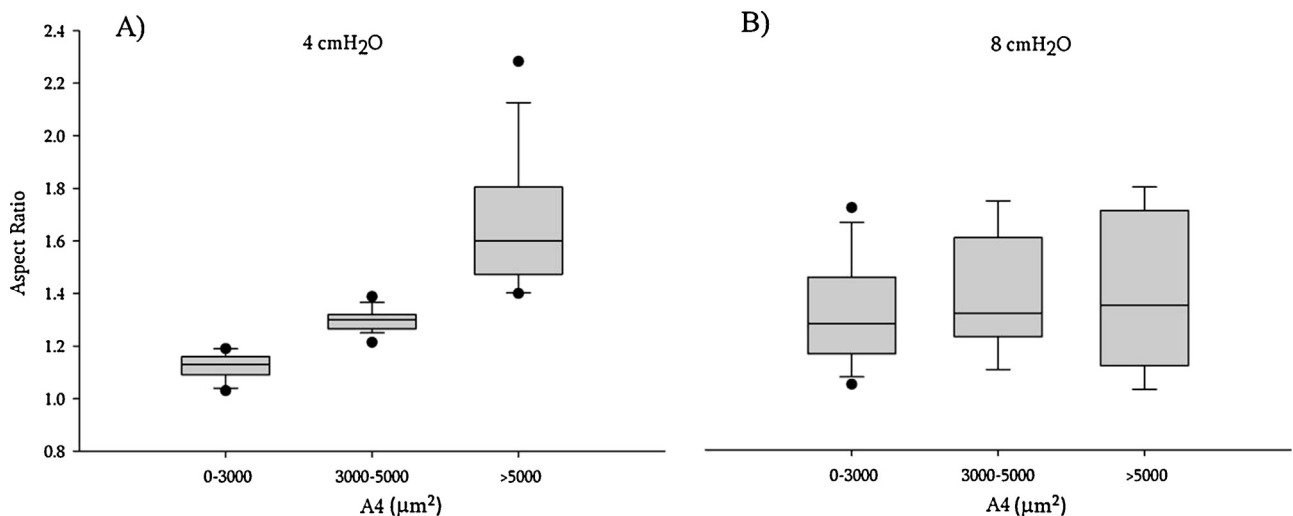 A)
4 cmH₂O
2.4
2.2
2.0
1.8
1.6
1.4
1.2
1.0
0.8
Aspect Ratio
0-3000
3000-5000
>5000
A4 (μm²)
B)
8 cmH₂O
0-3000
3000-5000
>5000
A4 (μm²)